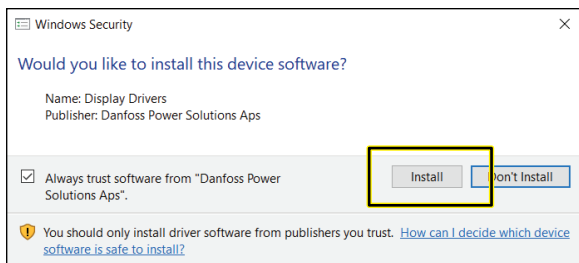 Windows Security
Would you like to install this device software?
Name: Display Drivers
Publisher: Danfoss Power Solutions Aps
Always trust software from "Danfoss Power
Solutions Aps".
Install
Don't Install
You should only install driver software from publishers you trust. How can I decide which device
software is safe to install?